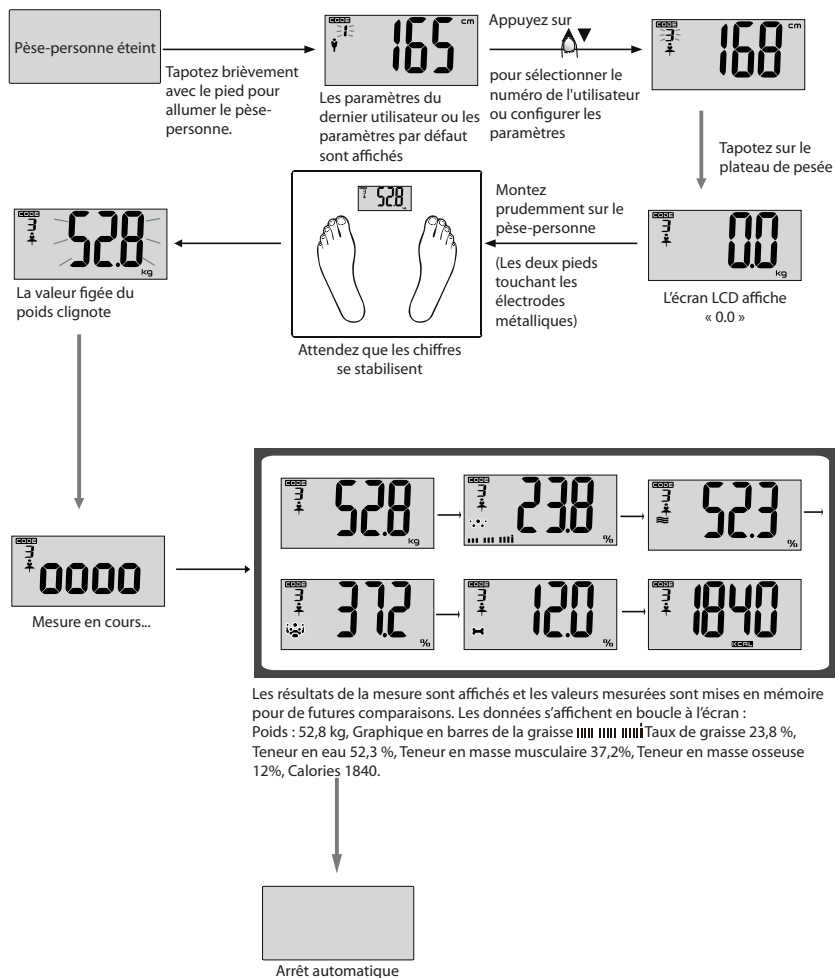 Pèse-personne éteint
Tapotez brièvement
avec le pied pour
allumer le pèse-
personne.
CODE
1
165
cm
Les paramètres du
dernier utilisateur ou les
paramètres par défaut
sont affichés
Appuyez sur
pour sélectionner le
numéro de l'utilisateur
ou configurer les
paramètres
CODE
3
168
cm
Tapotez sur le
plateau de pesée
CODE
3
0.0
kg
L'écran LCD affiche
« 0.0 »
Montez
prudemment sur le
pèse-personne
(Les deux pieds
touchant les
électrodes
métalliques)
52.8
Attendez que les chiffres
se stabilisent
CODE
3
52.8
kg
La valeur figée du
poids clignote
CODE
3
0000
Mesure en cours...
CODE
3
52.8
kg
CODE
3
23.8
%
CODE
3
52.3
%
CODE
3
37.2
%
CODE
3
12.0
%
CODE
3
1840
KCAL
Les résultats de la mesure sont affichés et les valeurs mesurées sont mises en mémoire
pour de futures comparaisons. Les données s'affichent en boucle à l'écran :
Poids : 52,8 kg, Graphique en barres de la graisse Taux de graisse 23,8 %,
Teneur en eau 52,3 %, Teneur en masse musculaire 37,2%, Teneur en masse osseuse
12%, Calories 1840.
Arrêt automatique